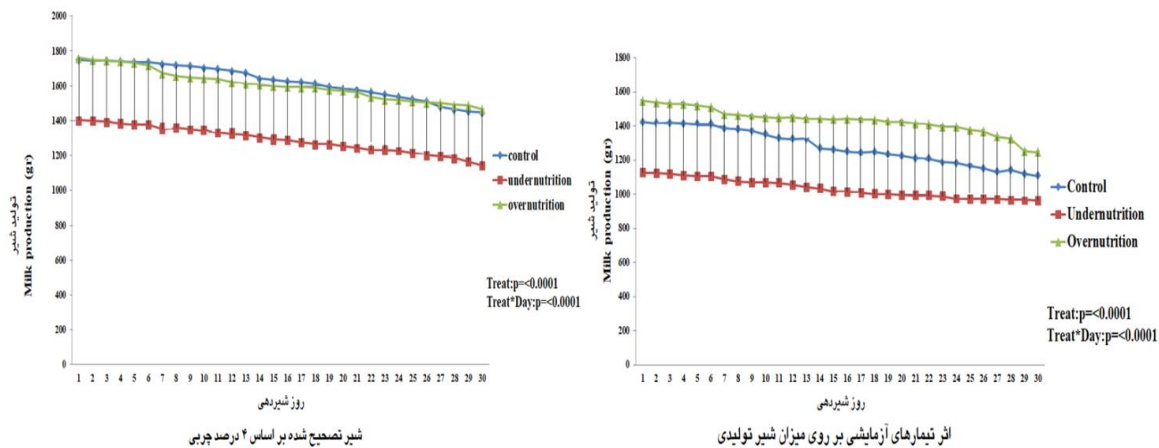 2000
1800
1600
1400
1200
1000
800
600
400
200
0
تولید شیر
Milk production (gr)
1 2 3 4 5 6 7 8 9 10 11 12 13 14 15 16 17 18 19 20 21 22 23 24 25 26 27 28 29 30
روز شیردهی
control
undernutrition
overnutrition
Treat:p=<0.0001
Treat*Day:p=<0.0001
شیر تصحیح شده بر اساس ۴ درصد چربی
1800
1600
1400
1200
1000
800
600
400
200
0
تولید شیر
Milk production (gr)
1 2 3 4 5 6 7 8 9 10 11 12 13 14 15 16 17 18 19 20 21 22 23 24 25 26 27 28 29 30
روز شیردهی
Control
Undernutrition
Overnutrition
Treat:p=<0.0001
Treat*Day:p=<0.0001
اثر تیمارهای آزمایشی بر روی میزان شیر تولیدی